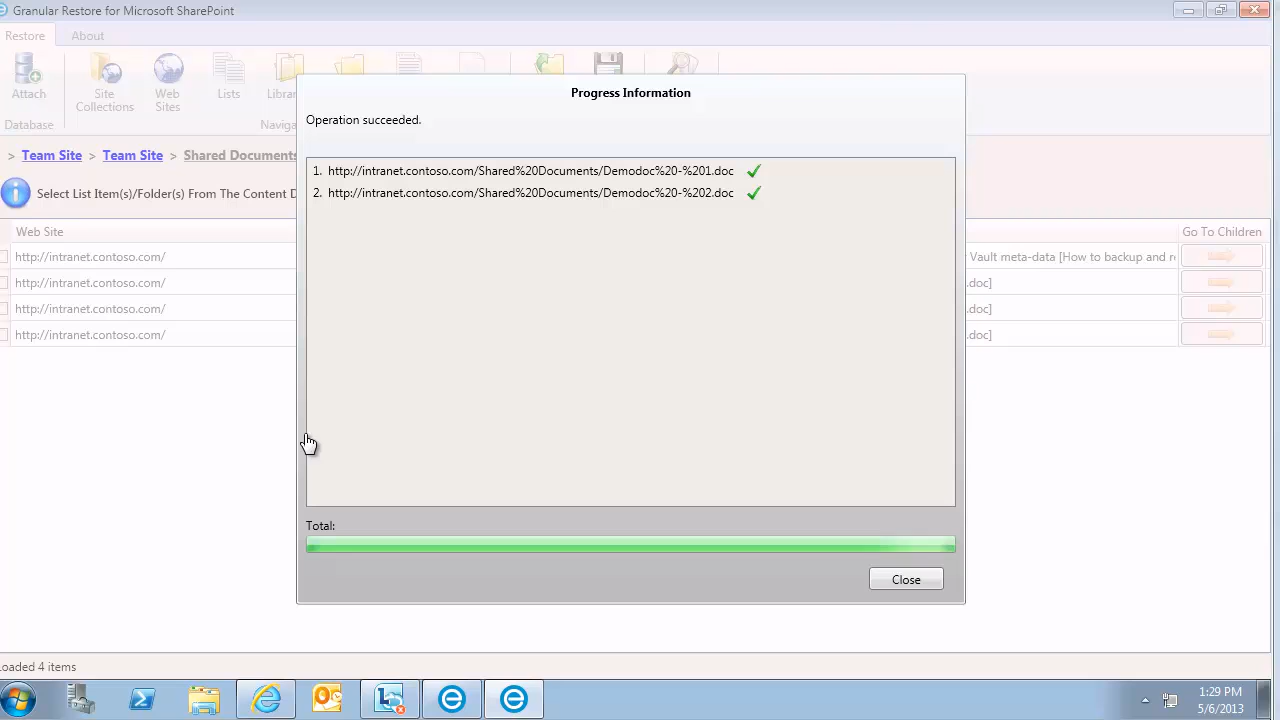 Granular Restore for Microsoft SharePoint
Restore About
Attach
Site Collections
Web Sites
Lists
Database
> Team Site > Team Site > Shared Documents
Select List Item(s)/Folder(s) From The Content D
Web Site Go To Children
http://intranet.contoso.com/ Vault meta-data [How to backup and re
http://intranet.contoso.com/ .doc]
http://intranet.contoso.com/ .doc]
http://intranet.contoso.com/ .doc]
Progress Information
Operation succeeded.
1. http://intranet.contoso.com/Shared%20Documents/Demodoc%20-%201.doc
2. http://intranet.contoso.com/Shared%20Documents/Demodoc%20-%202.doc
Total:
Close
Loaded 4 items
1:29 PM
5/6/2013